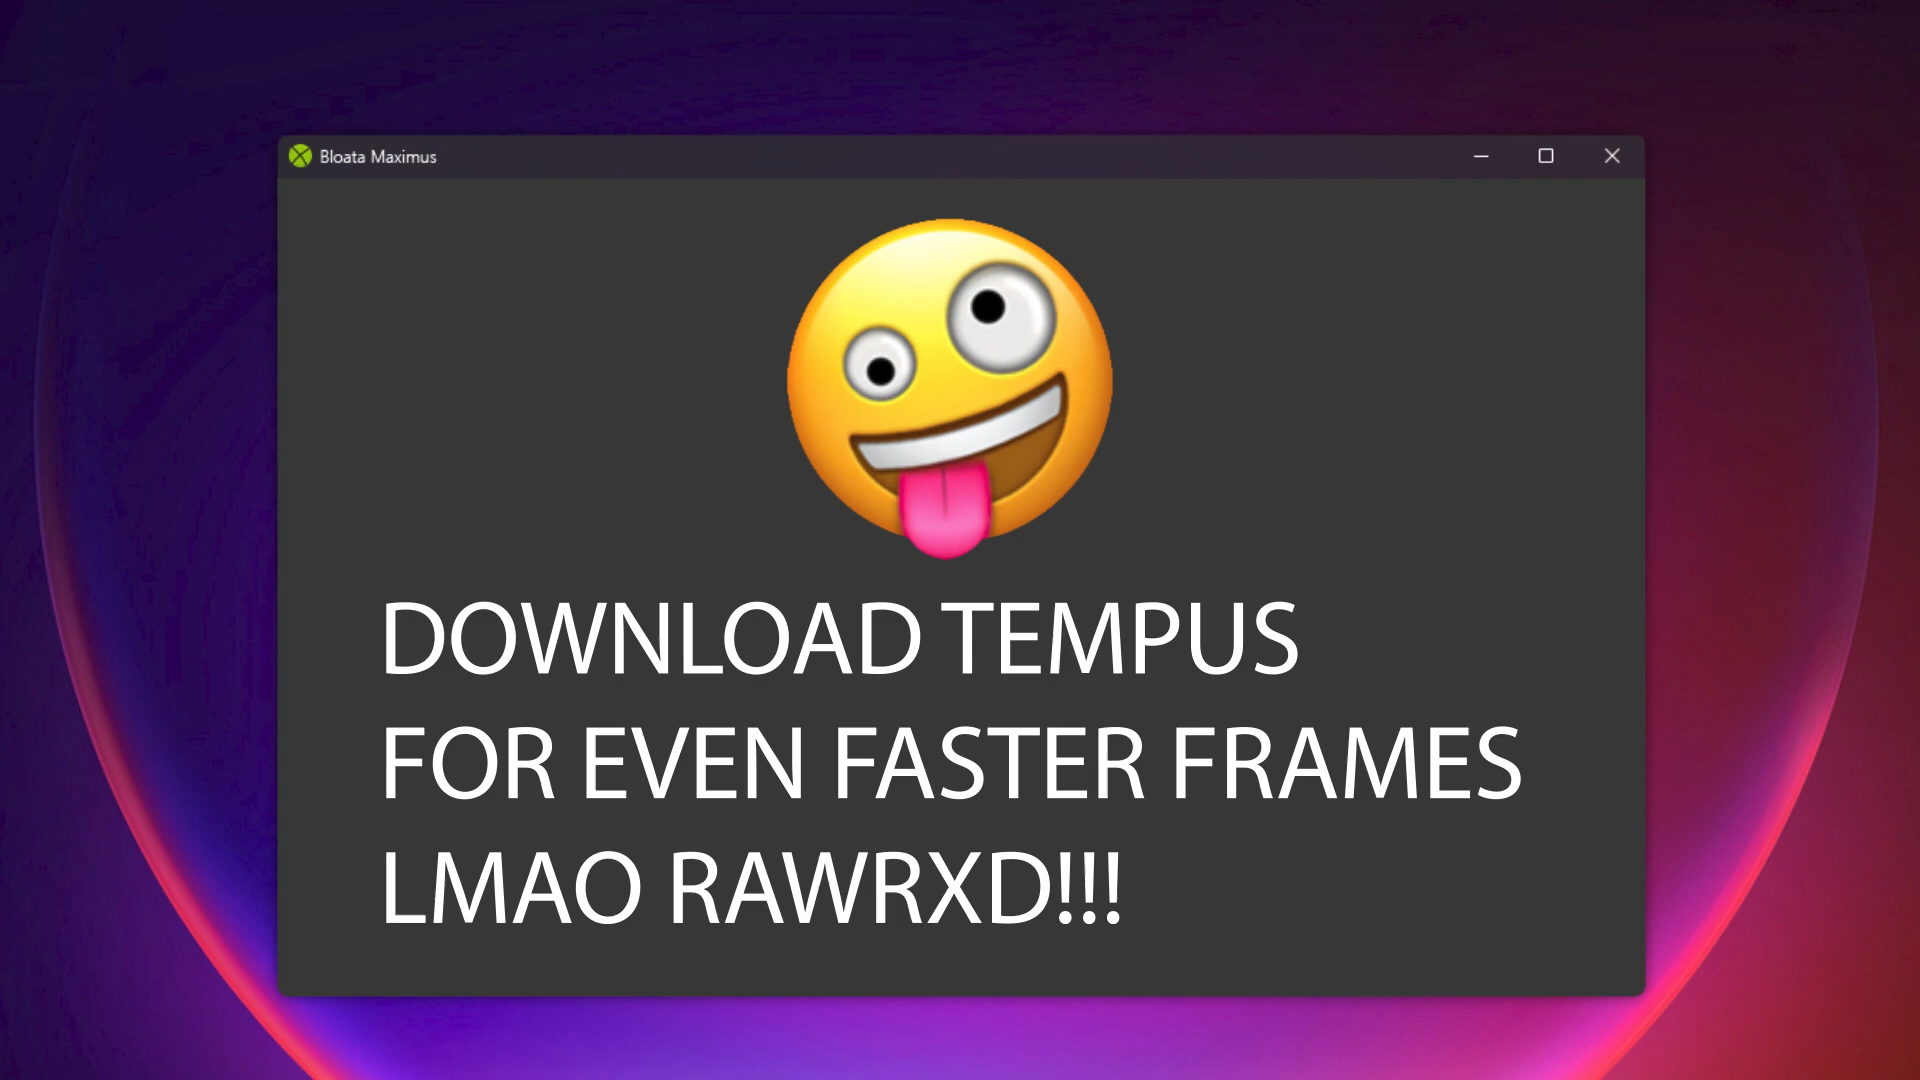 Bloata Maximus
DOWNLOAD TEMPUS
FOR EVEN FASTER FRAMES
LMAO RAWRXD!!!